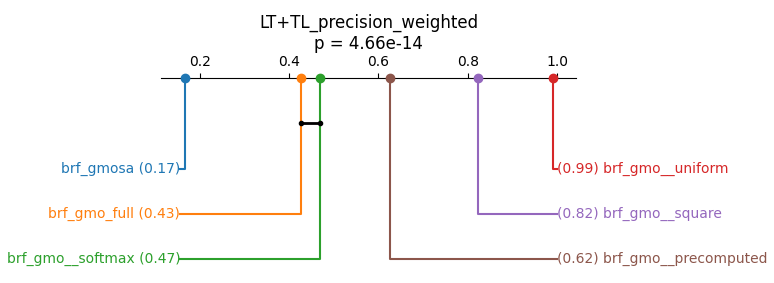 LT+TL_precision_weighted
p = 4.66e-14
0.2 0.4 0.6 0.8 1.0
brf_gmosa (0.17)
(0.99) brf_gmo__uniform
brf_gmo_full (0.43)
(0.82) brf_gmo__square
brf_gmo__softmax (0.47)
(0.62) brf_gmo__precomputed